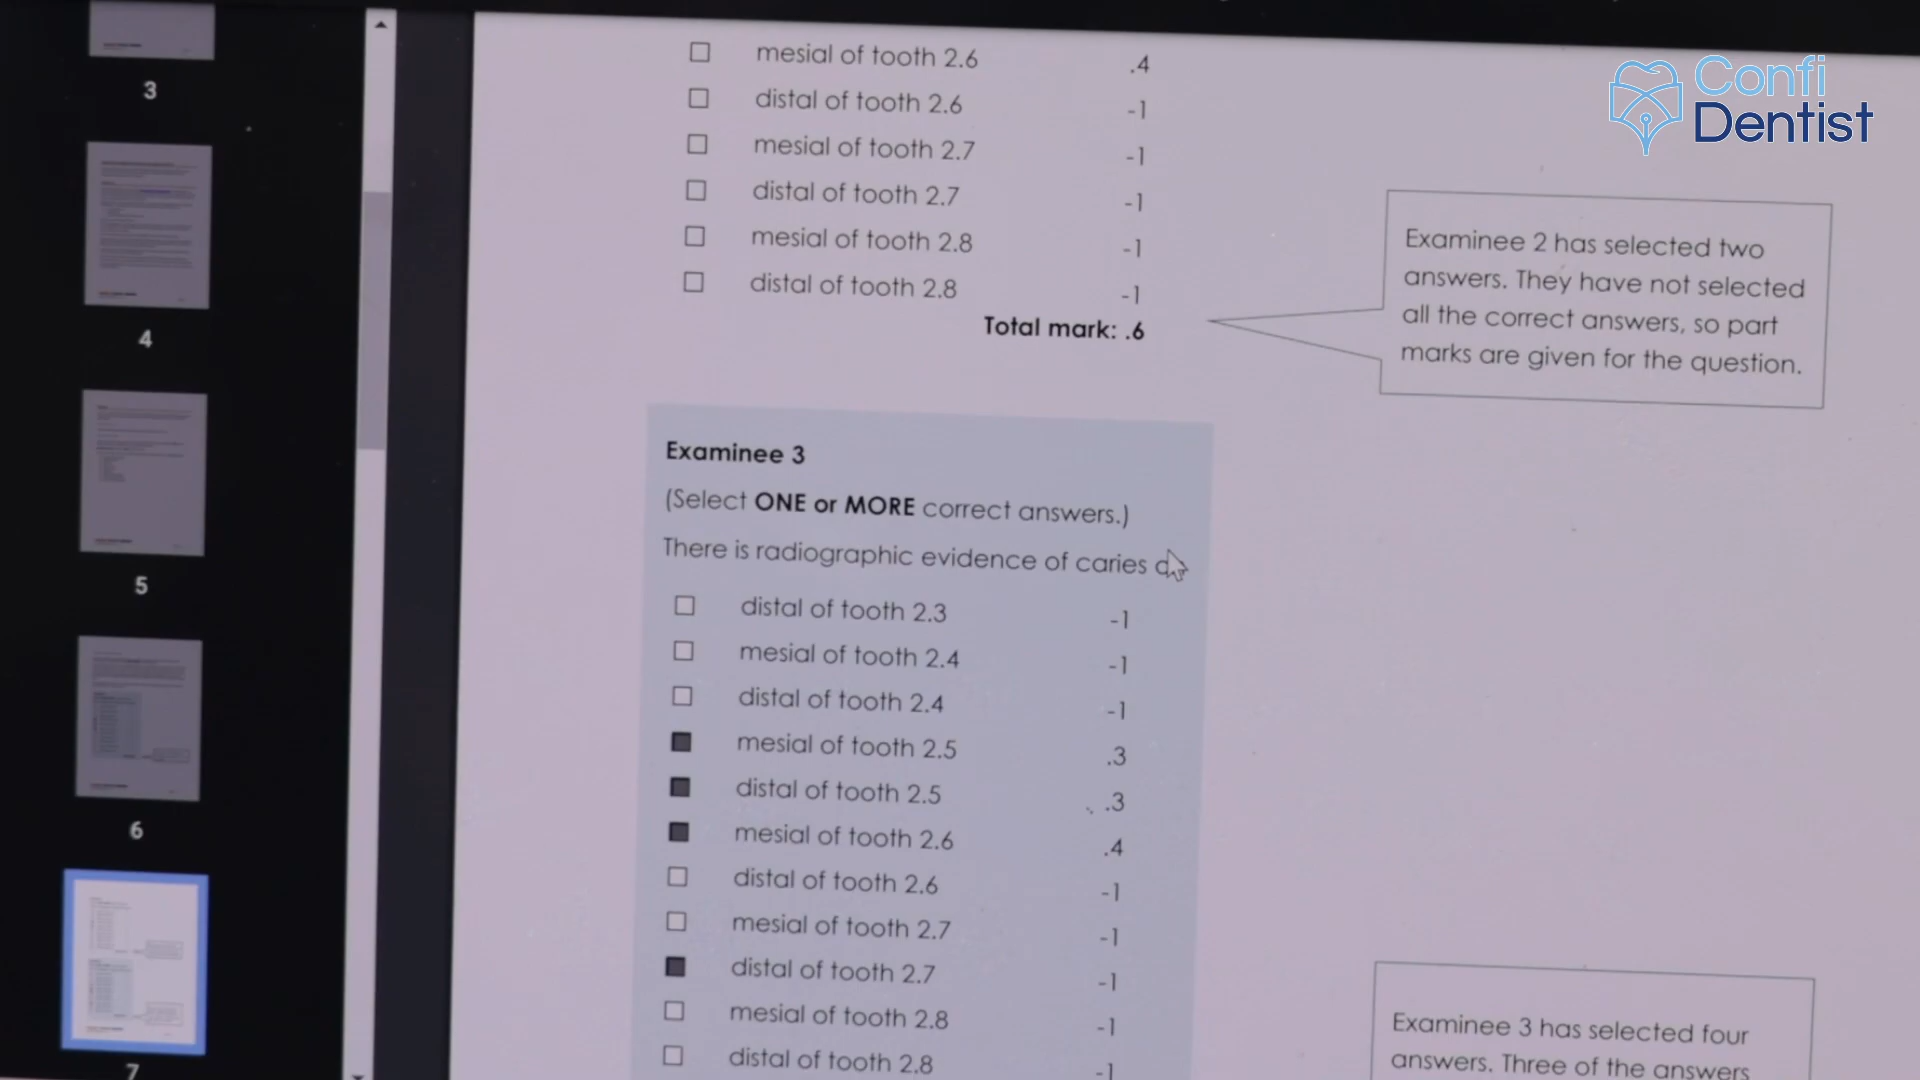 3
4
5
6
7
Confi
Dentist
mesial of tooth 2.6 .4
distal of tooth 2.6 -1
mesial of tooth 2.7 -1
distal of tooth 2.7 -1
mesial of tooth 2.8 -1
distal of tooth 2.8 -1
Total mark: .6
Examinee 2 has selected two
answers. They have not selected
all the correct answers, so part
marks are given for the question.
Examinee 3
(Select ONE or MORE correct answers.)
There is radiographic evidence of caries
distal of tooth 2.3 -1
mesial of tooth 2.4 -1
distal of tooth 2.4 -1
mesial of tooth 2.5 .3
distal of tooth 2.5 .3
mesial of tooth 2.6 .4
distal of tooth 2.6 -1
mesial of tooth 2.7 -1
distal of tooth 2.7 -1
mesial of tooth 2.8 -1
distal of tooth 2.8 -1
Examinee 3 has selected four
answers. Three of the answers